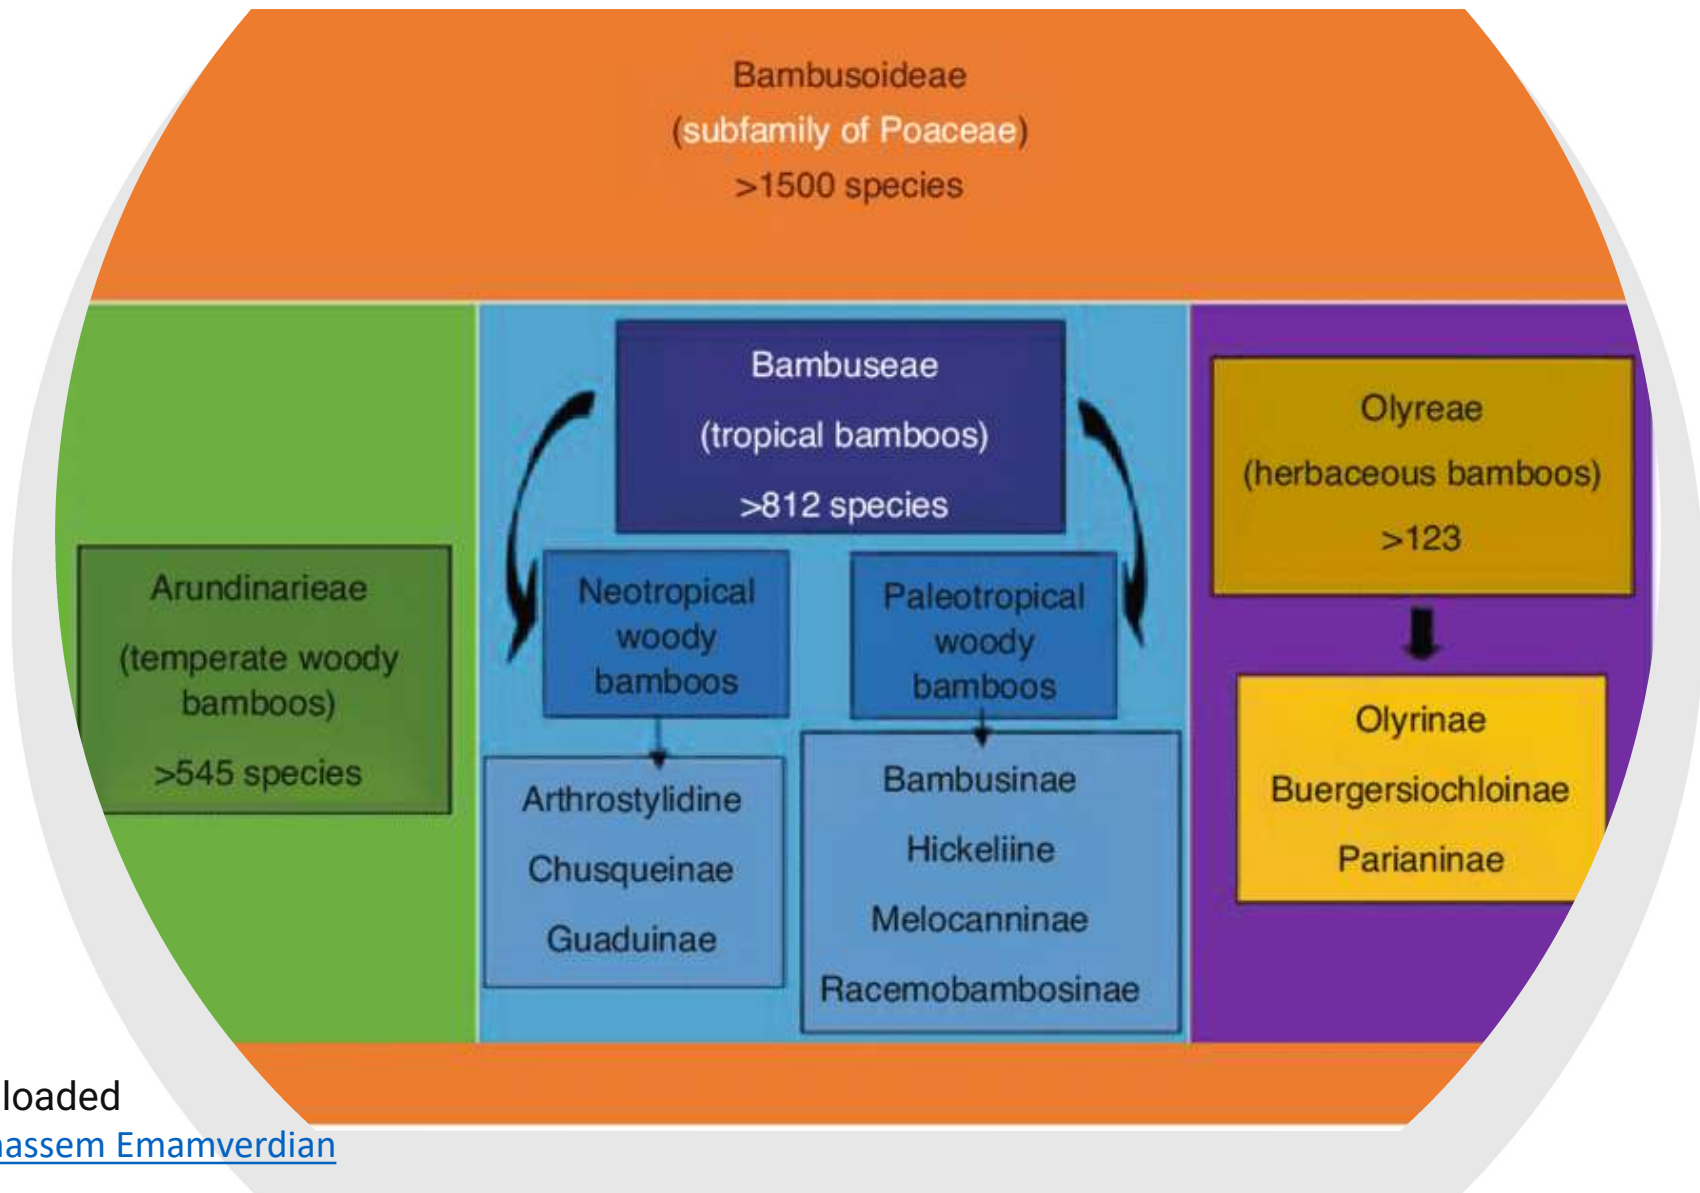 Bambusoideae
(subfamily of Poaceae)
>1500 species
Arundinarieae
(temperate woody
bamboos)
>545 species
Bambuseae
(tropical bamboos)
>812 species
Neotropical
woody
bamboos
Arthrostylidine
Chusqueinae
Guaduinae
Paleotropical
woody
bamboos
Bambusinae
Hickeliine
Melocanninae
Racemobambosinae
Olyreae
(herbaceous bamboos)
>123
Olyrinae
Buergersiochloinae
Parianinae
loaded
assem Emamverdian